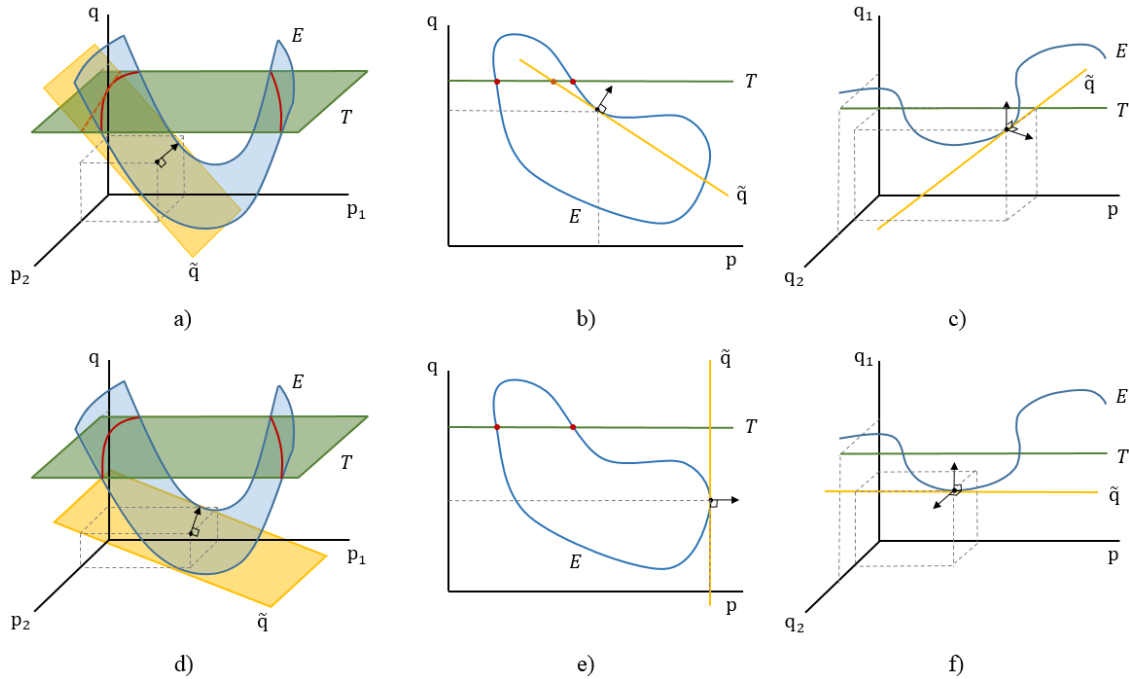 q
E
T
p₁
p₂
q̃
a)
q
T
q̃
E
p
b)
q₁
E
q̃
T
p
q₂
c)
q
E
T
p₁
p₂
q̃
d)
q
q̃
T
E
p
e)
q₁
E
T
q̃
p
q₂
f)